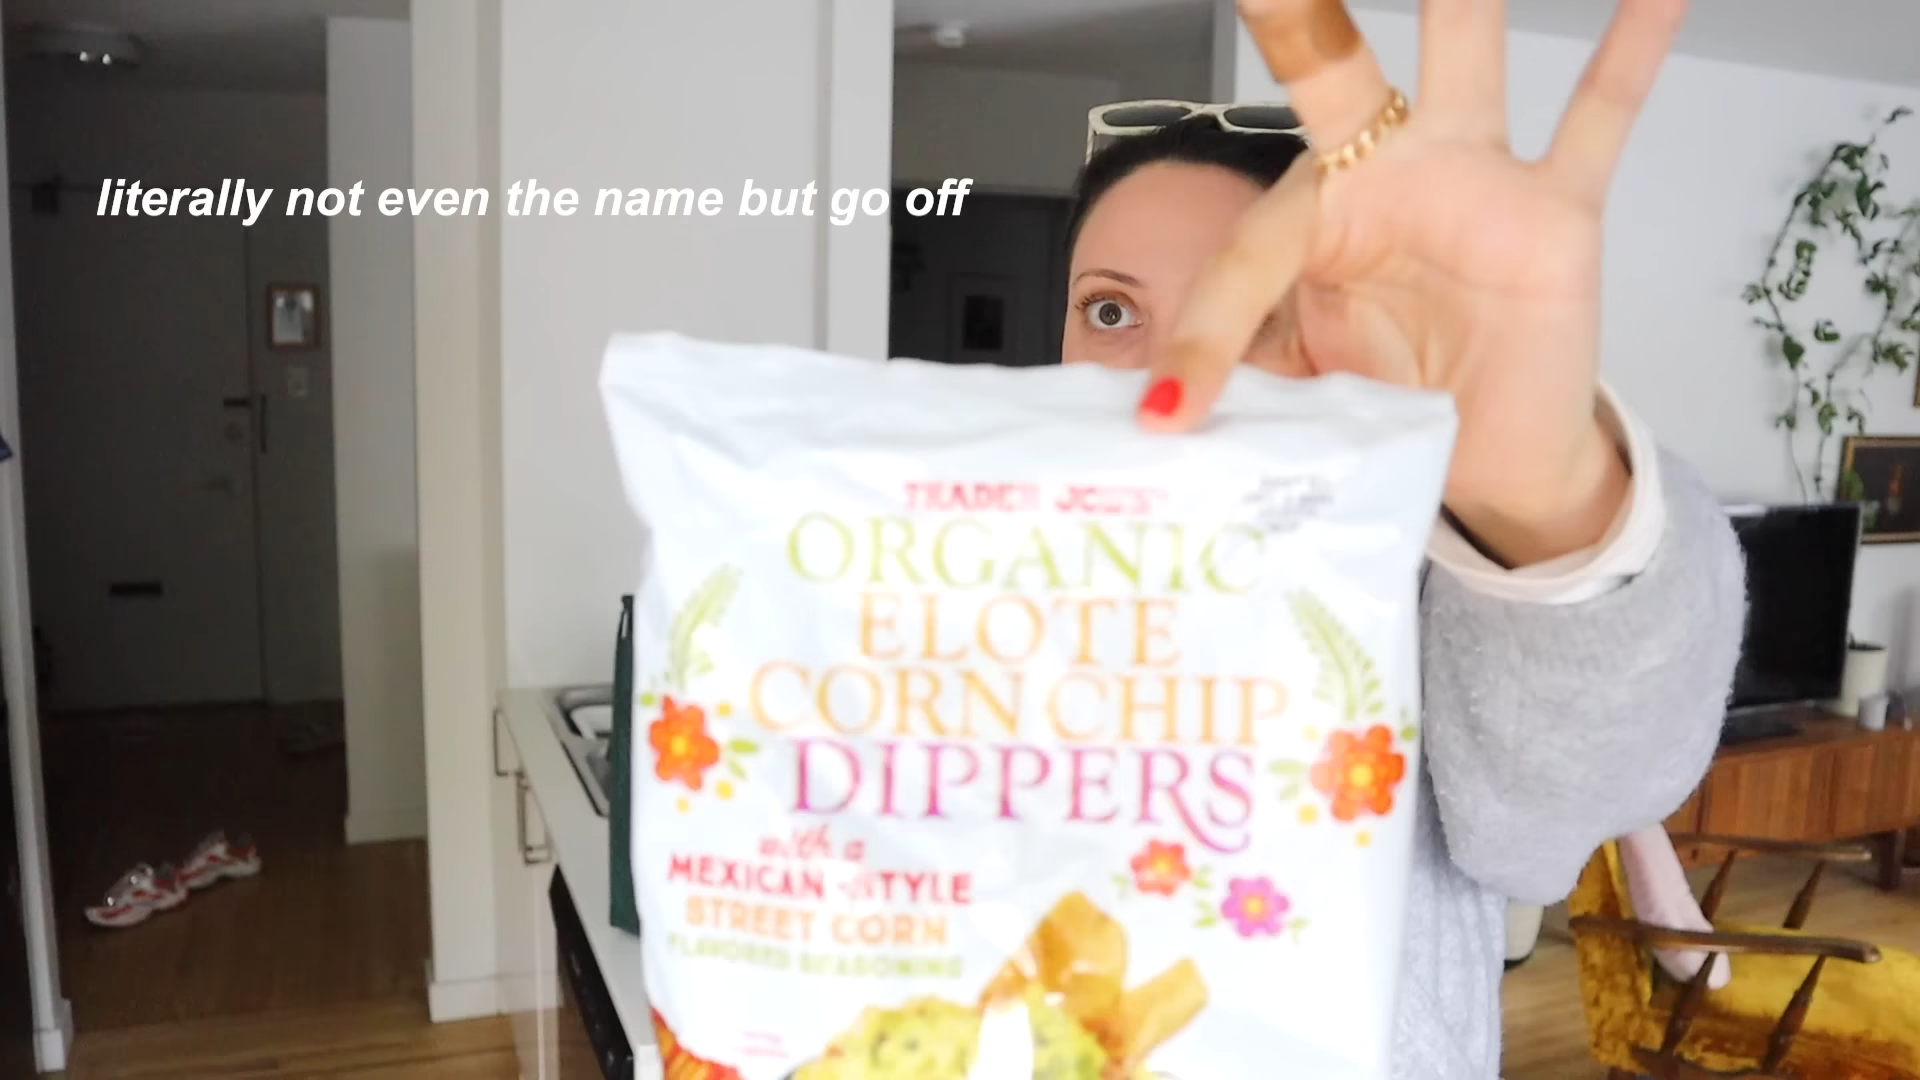 literally not even the name but go off
TRADER JOE'S
ORGANIC
ELOTE
CORN CHIP
DIPPERS
with a
MEXICAN-STYLE
STREET CORN
FLAVORED SEASONING